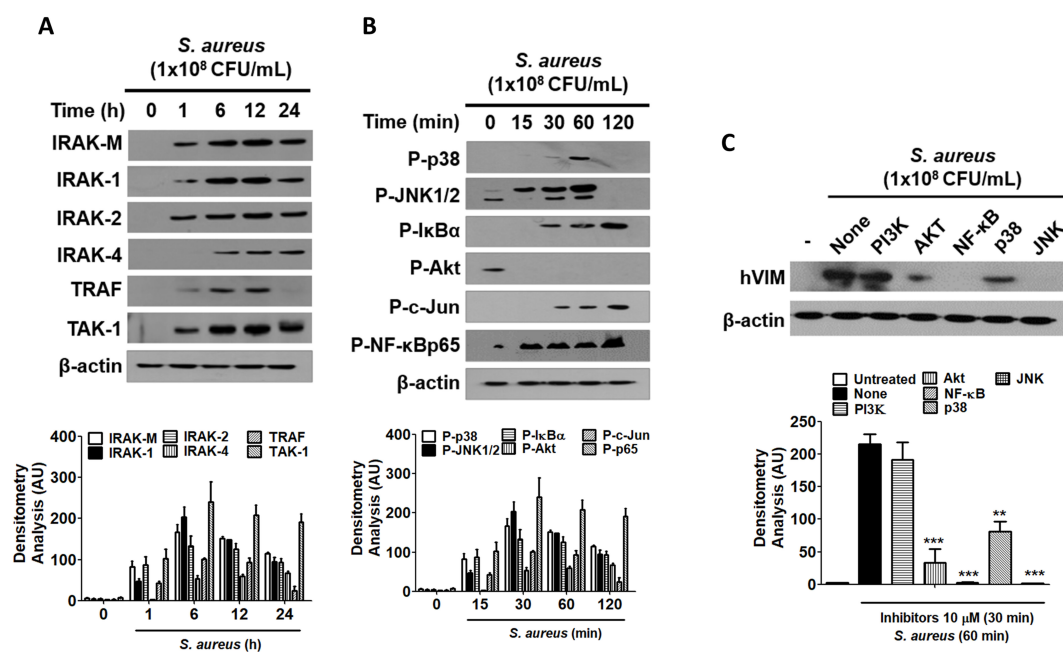 A
S. aureus
(1x10⁸ CFU/mL)
Time (h) 0 1 6 12 24
IRAK-M
IRAK-1
IRAK-2
IRAK-4
TRAF
TAK-1
β-actin
400
300
200
100
0
Densitometry
Analysis (AU)
IRAK-M IRAK-2 TRAF
IRAK-1 IRAK-4 TAK-1
0 1 6 12 24
S. aureus (h)
B
S. aureus
(1x10⁸ CFU/mL)
Time (min) 0 15 30 60 120
P-p38
P-JNK1/2
P-IκBα
P-Akt
P-c-Jun
P-NF-κBp65
β-actin
400
300
200
100
0
Densitometry
Analysis (AU)
P-p38 P-IκBα P-c-Jun
P-JNK1/2 P-Akt P-p65
0 15 30 60 120
S. aureus (min)
C
S. aureus
(1x10⁸ CFU/mL)
- None PI3K AKT NF-κB p38 JNK
hVIM
β-actin
Untreated Akt JNK
None NF-κB
PI3K p38
250
200
150
100
50
0
Densitometry
Analysis (AU)
*** *** ** ***
Inhibitors 10 μM (30 min)
S. aureus (60 min)